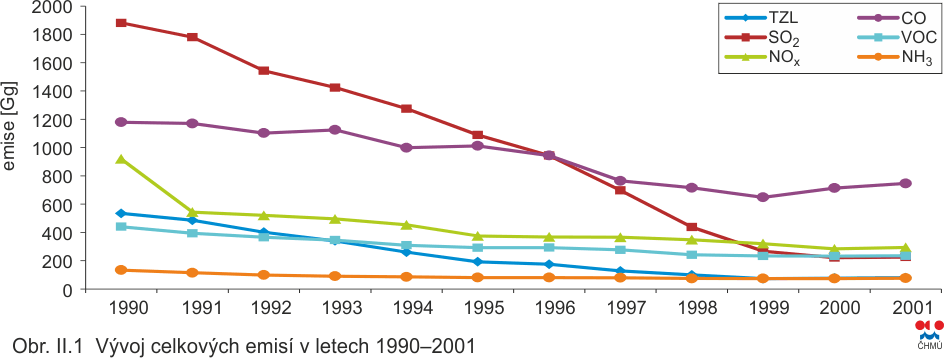 2000
1800
1600
1400
1200
1000
800
600
400
200
0
emise [Gg]
TZL
SO2
NOx
CO
VOC
NH3
1990 1991 1992 1993 1994 1995 1996 1997 1998 1999 2000 2001
Obr. II.1 Vývoj celkových emisí v letech 1990–2001
ČHMÚ